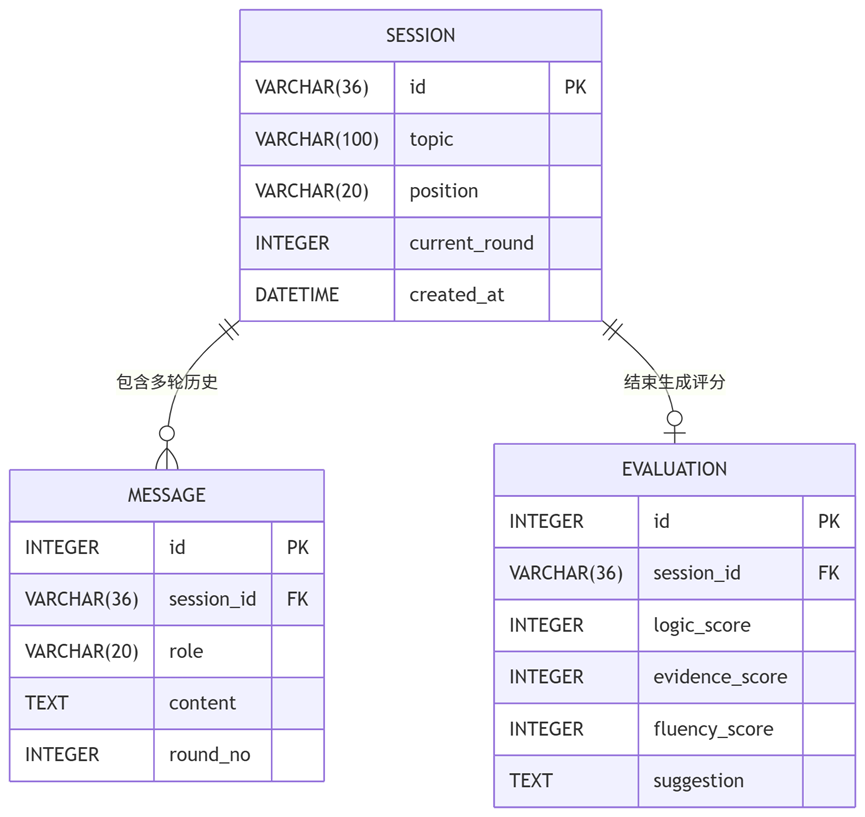 SESSION
VARCHAR(36) id PK
VARCHAR(100) topic
VARCHAR(20) position
INTEGER current_round
DATETIME created_at
包含多轮历史
结束生成评分
MESSAGE
INTEGER id PK
VARCHAR(36) session_id FK
VARCHAR(20) role
TEXT content
INTEGER round_no
EVALUATION
INTEGER id PK
VARCHAR(36) session_id FK
INTEGER logic_score
INTEGER evidence_score
INTEGER fluency_score
TEXT suggestion